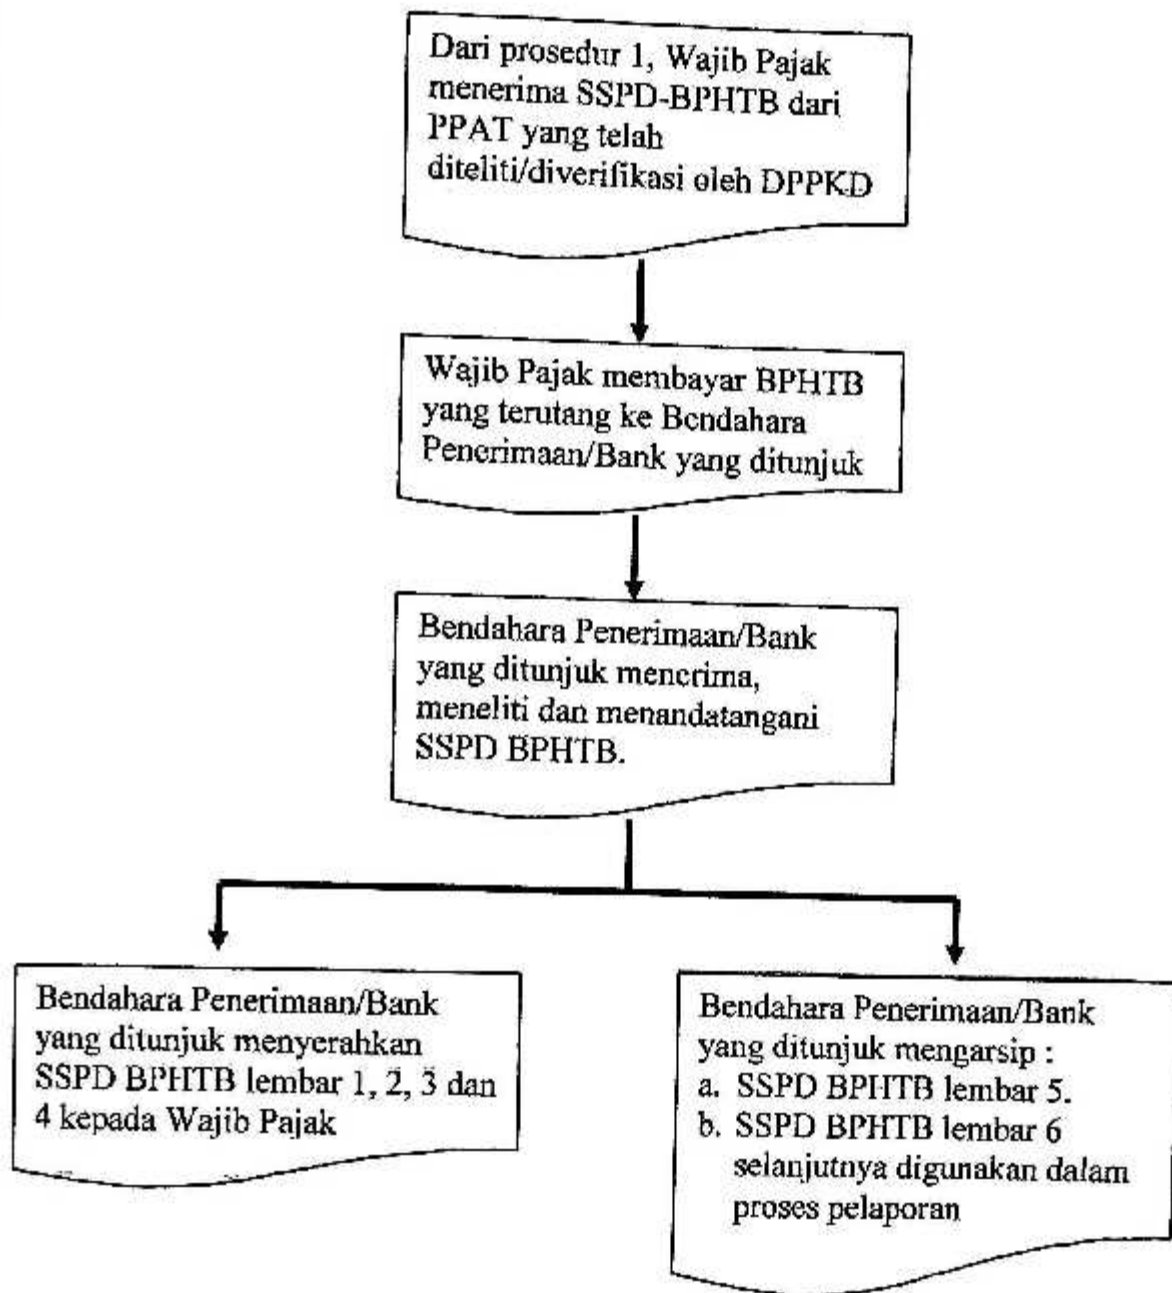 Dari prosedur 1, Wajib Pajak
menerima SSPD-BPHTB dari
PPAT yang telah
diteliti/diverifikasi oleh DPPKD
Wajib Pajak membayar BPHTB
yang terutang ke Bendahara
Penerimaan/Bank yang ditunjuk
Bendahara Penerimaan/Bank
yang ditunjuk menerima,
meneliti dan menandatangani
SSPD BPHTB.
Bendahara Penerimaan/Bank
yang ditunjuk menyerahkan
SSPD BPHTB lembar 1, 2, 3 dan
4 kepada Wajib Pajak
Bendahara Penerimaan/Bank
yang ditunjuk mengarsip :
a. SSPD BPHTB lembar 5.
b. SSPD BPHTB lembar 6
selanjutnya digunakan dalam
proses pelaporan